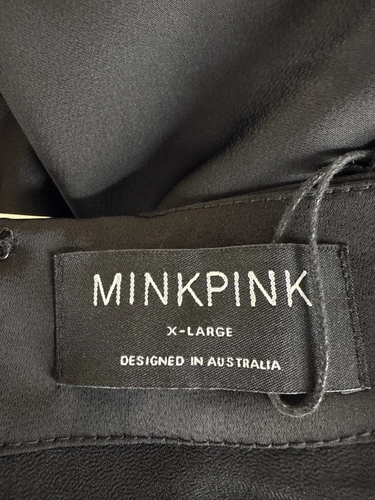 MINKPINK
X-LARGE
DESIGNED IN AUSTRALIA